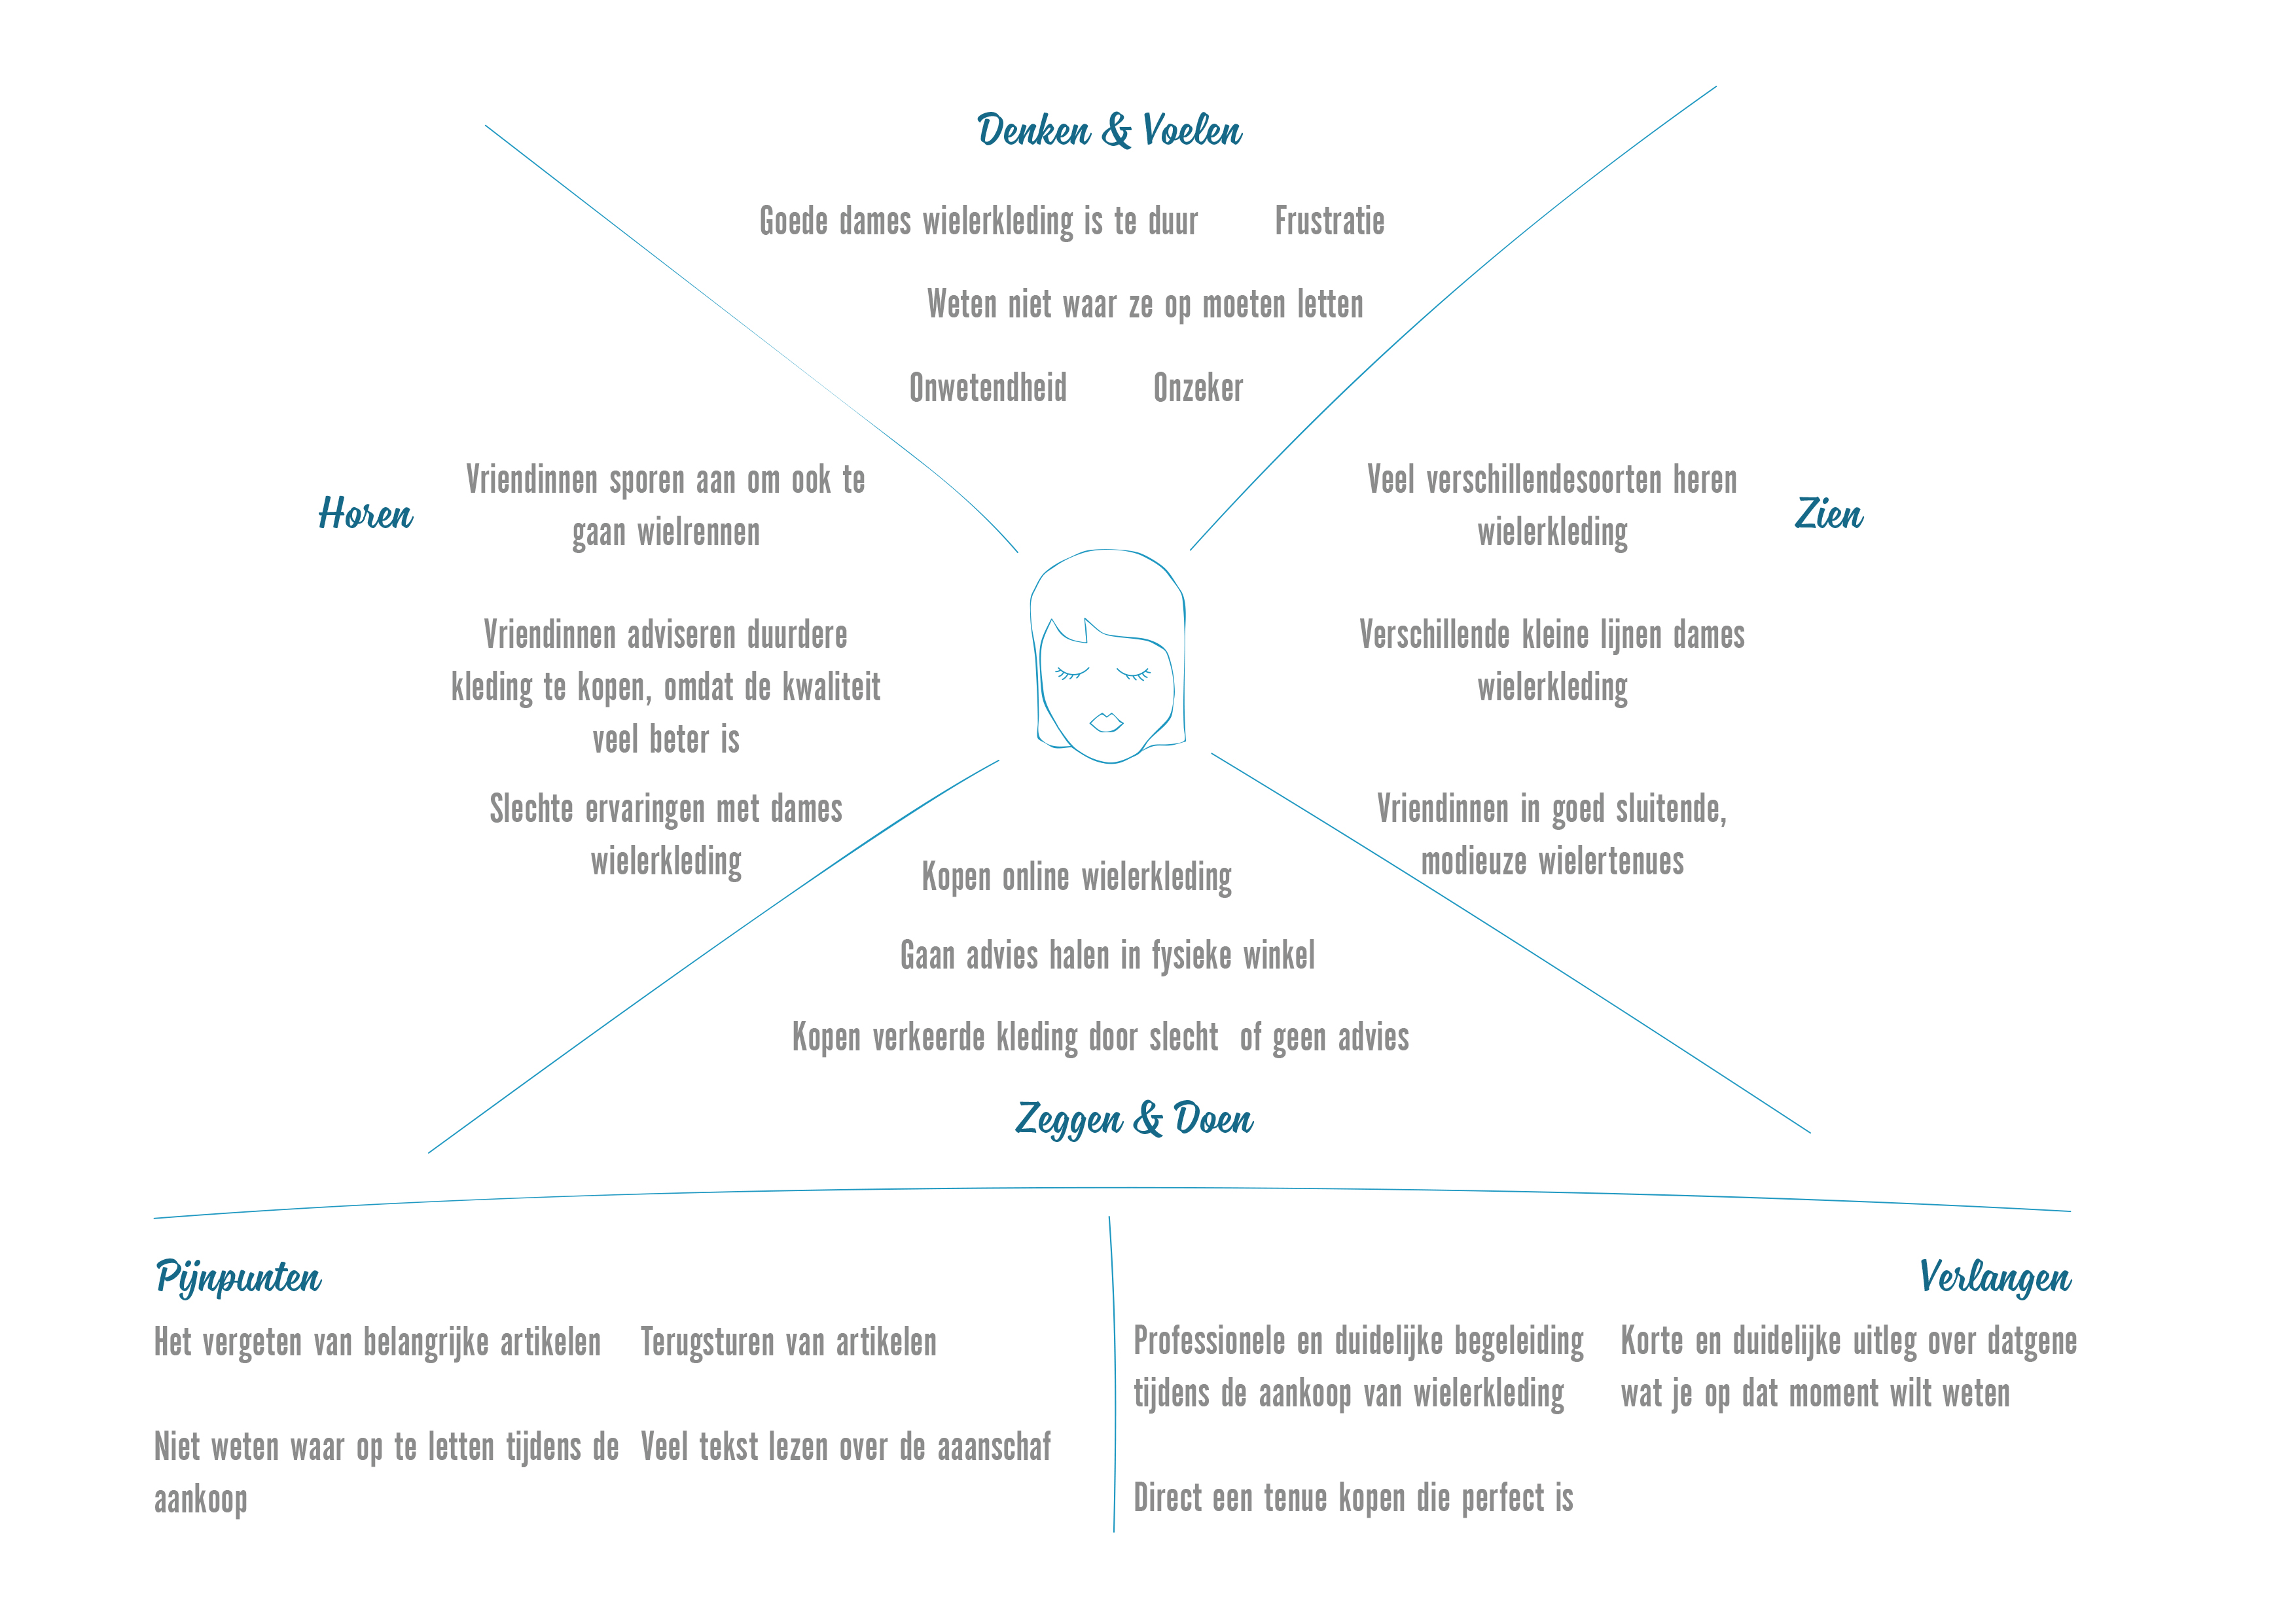 Denken & Voelen
Goede dames wielerkleding is te duur
Frustratie
Weten niet waar ze op moeten letten
Onwetendheid
Onzeker
Horen
Vriendinnen sporen aan om ook te
gaan wielrennen
Vriendinnen adviseren duurdere
kleding te kopen, omdat de kwaliteit
veel beter is
Slechte ervaringen met dames
wielerkleding
Zien
Veel verschillendesoorten heren
wielerkleding
Verschillende kleine lijnen dames
wielerkleding
Vriendinnen in goed sluitende,
modieuze wielertenues
Kopen online wielerkleding
Gaan advies halen in fysieke winkel
Kopen verkeerde kleding door slecht of geen advies
Zeggen & Doen
Pijnpunten
Het vergeten van belangrijke artikelen
Niet weten waar op te letten tijdens de
aankoop
Terugsturen van artikelen
Veel tekst lezen over de aaanschaf
Verlangen
Professionele en duidelijke begeleiding
tijdens de aankoop van wielerkleding
Direct een tenue kopen die perfect is
Korte en duidelijke uitleg over datgene
wat je op dat moment wilt weten